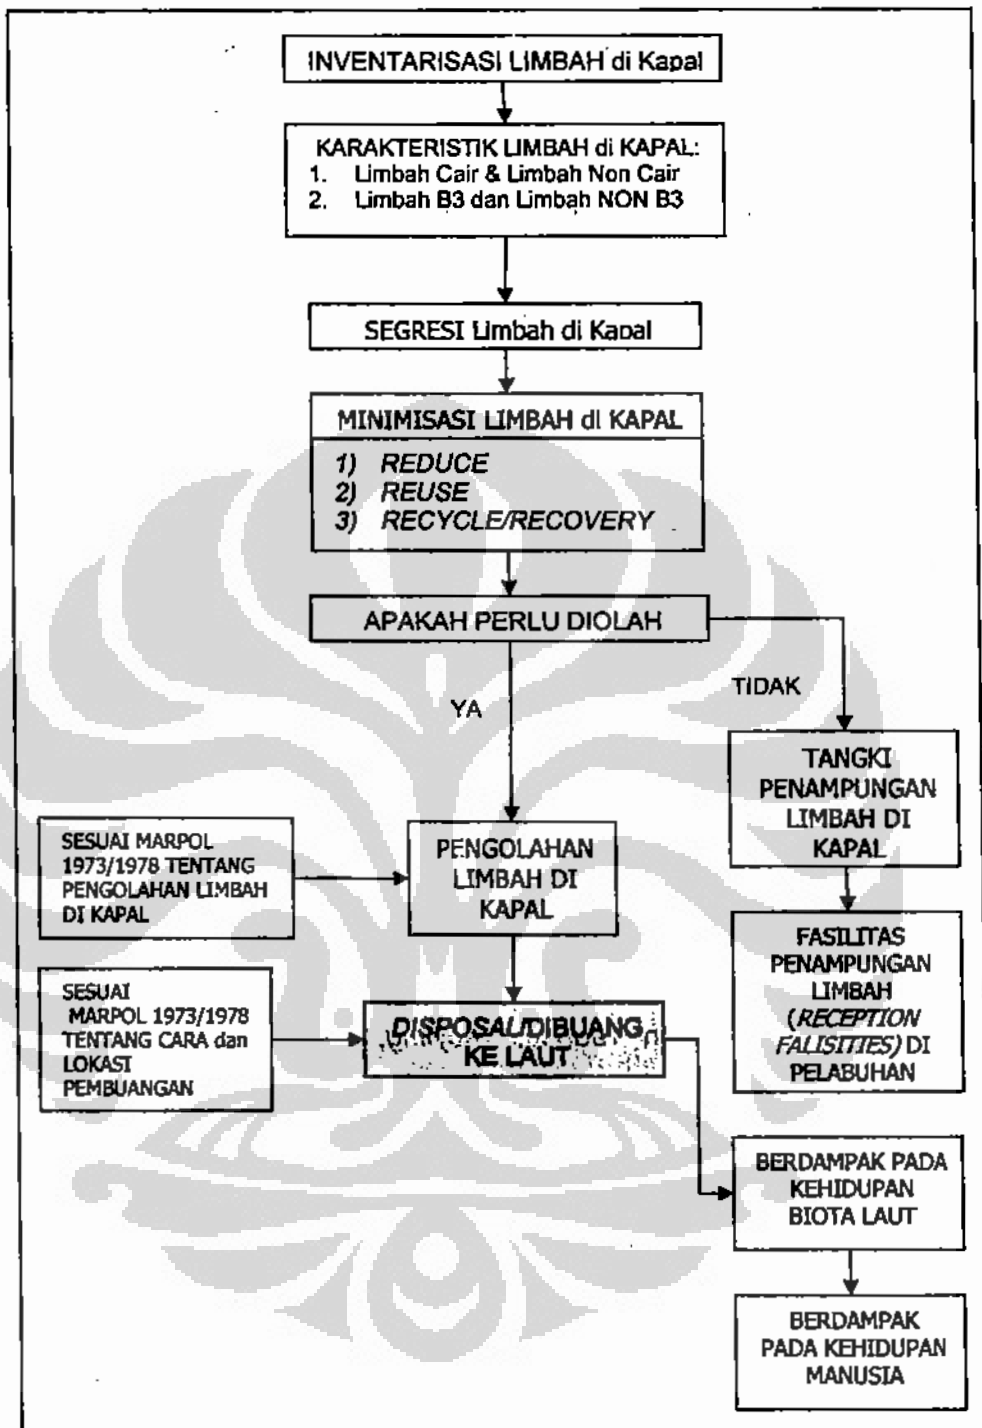 INVENTARISASI LIMBAH di Kapal
KARAKTERISTIK LIMBAH di KAPAL:
1. Limbah Cair & Limbah Non Cair
2. Limbah B3 dan Limbah NON B3
SEGRESI Limbah di Kapal
MINIMISASI LIMBAH di KAPAL
1) REDUCE
2) REUSE
3) RECYCLE/RECOVERY
APAKAH PERLU DIOLAH
YA
TIDAK
TANGKI
PENAMPUNGAN
LIMBAH DI
KAPAL
SESUAI MARPOL
1973/1978 TENTANG
PENGOLAHAN LIMBAH
DI KAPAL
PENGOLAHAN
LIMBAH DI
KAPAL
FASILITAS
PENAMPUNGAN
LIMBAH
(RECEPTION
FALISITIES) DI
PELABUHAN
SESUAI
MARPOL 1973/1978
TENTANG CARA dan
LOKASI
PEMBUANGAN
DISPOSAL/DIBUANG
KE LAUT
BERDAMPAK PADA
KEHIDUPAN
BIOTA LAUT
BERDAMPAK
PADA KEHIDUPAN
MANUSIA